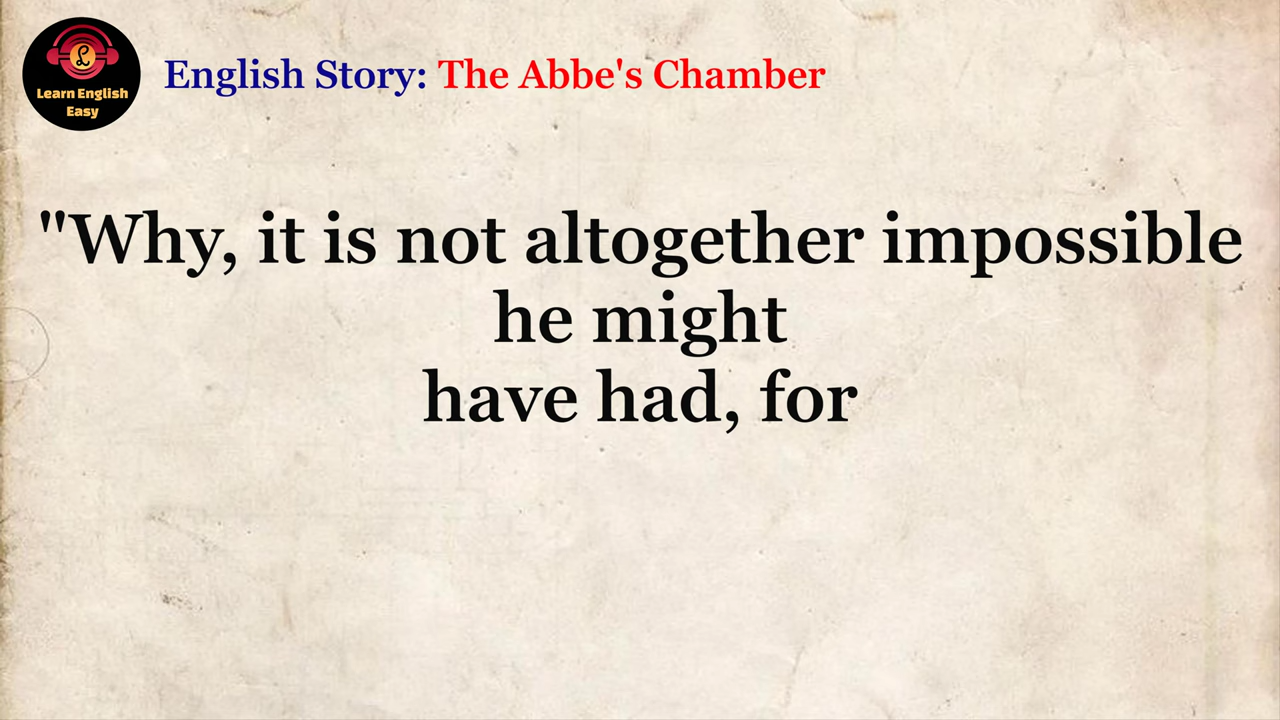 Learn English
Easy
English Story: The Abbe's Chamber
"Why, it is not altogether impossible
he might
have had, for